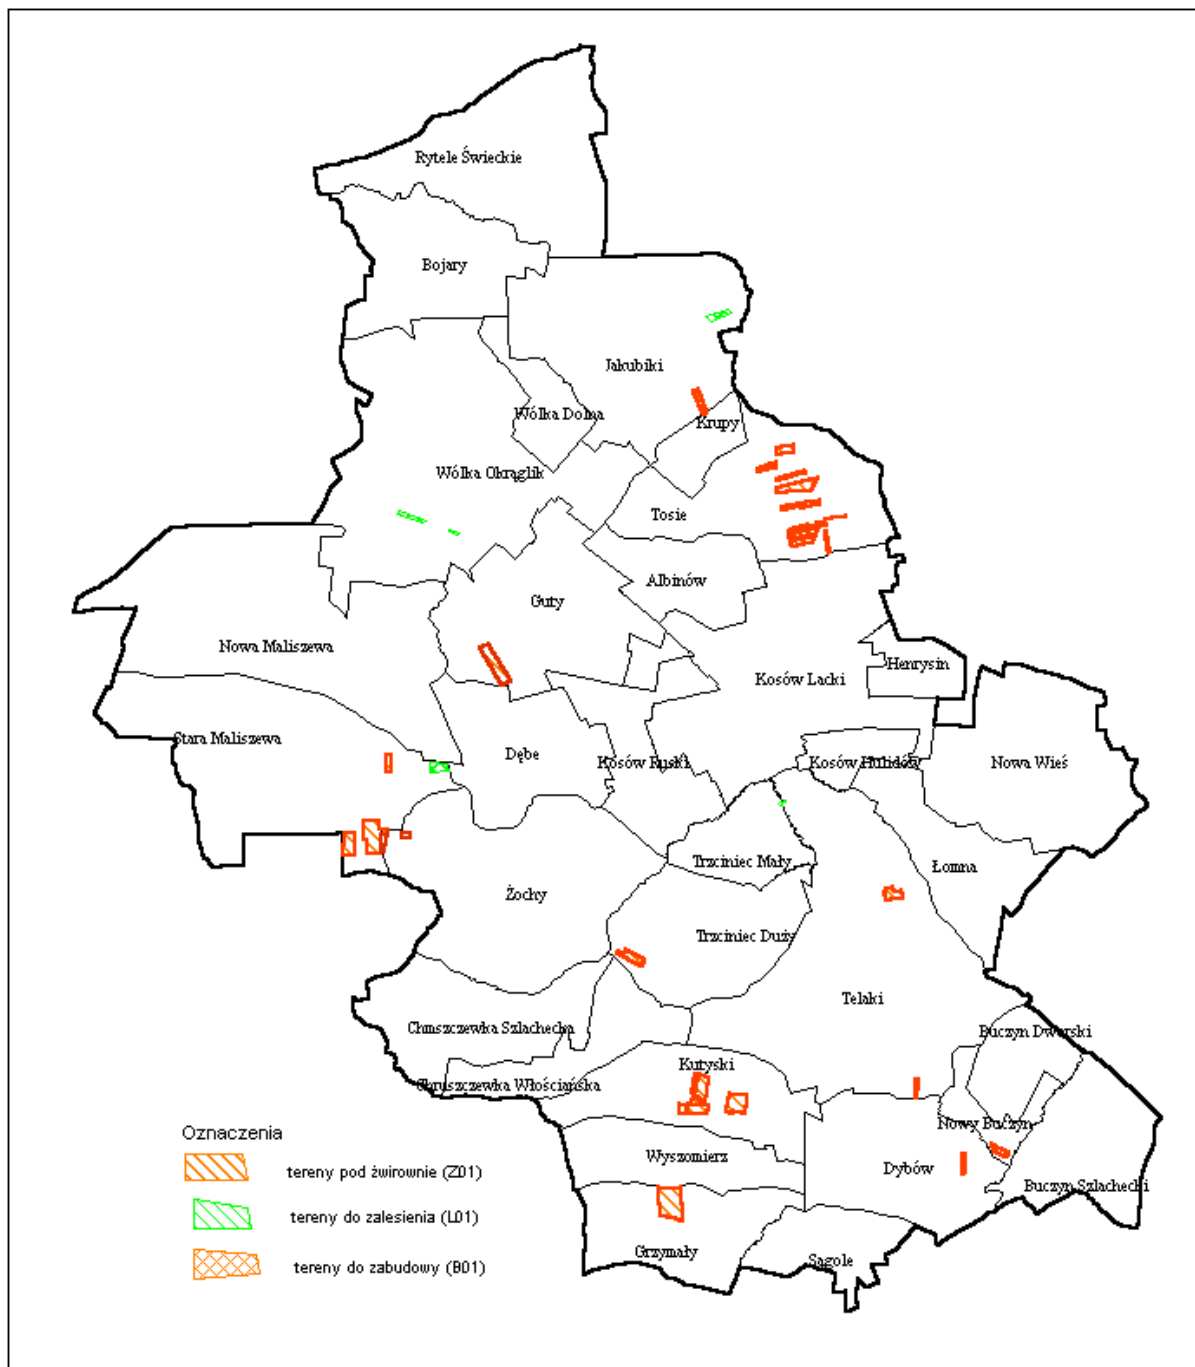 Rytele Święckie
Bojary
Jakubiki
Wólka Dolna
Krupy
Wólka Okrąglik
Tosie
Albinów
Guty
Nowa Maliszewa
Henrysin
Kosów Lacki
Stara Maliszewa
Dębe
Kosów Ruski
Kosów Hulidów
Nowa Wieś
Trzciniec Mały
Łomna
Żochy
Trzciniec Duży
Telaki
Chruszczewka Szlachecka
Buczyn Dworski
Kutyski
Chruszczewka Włościańska
Nowy Buczyn
Wyszomierz
Dybów
Buczyn Szlachecki
Grzymały
Sągole
Oznaczenia
tereny pod żwirownie (Z01)
tereny do zalesienia (L01)
tereny do zabudowy (B01)